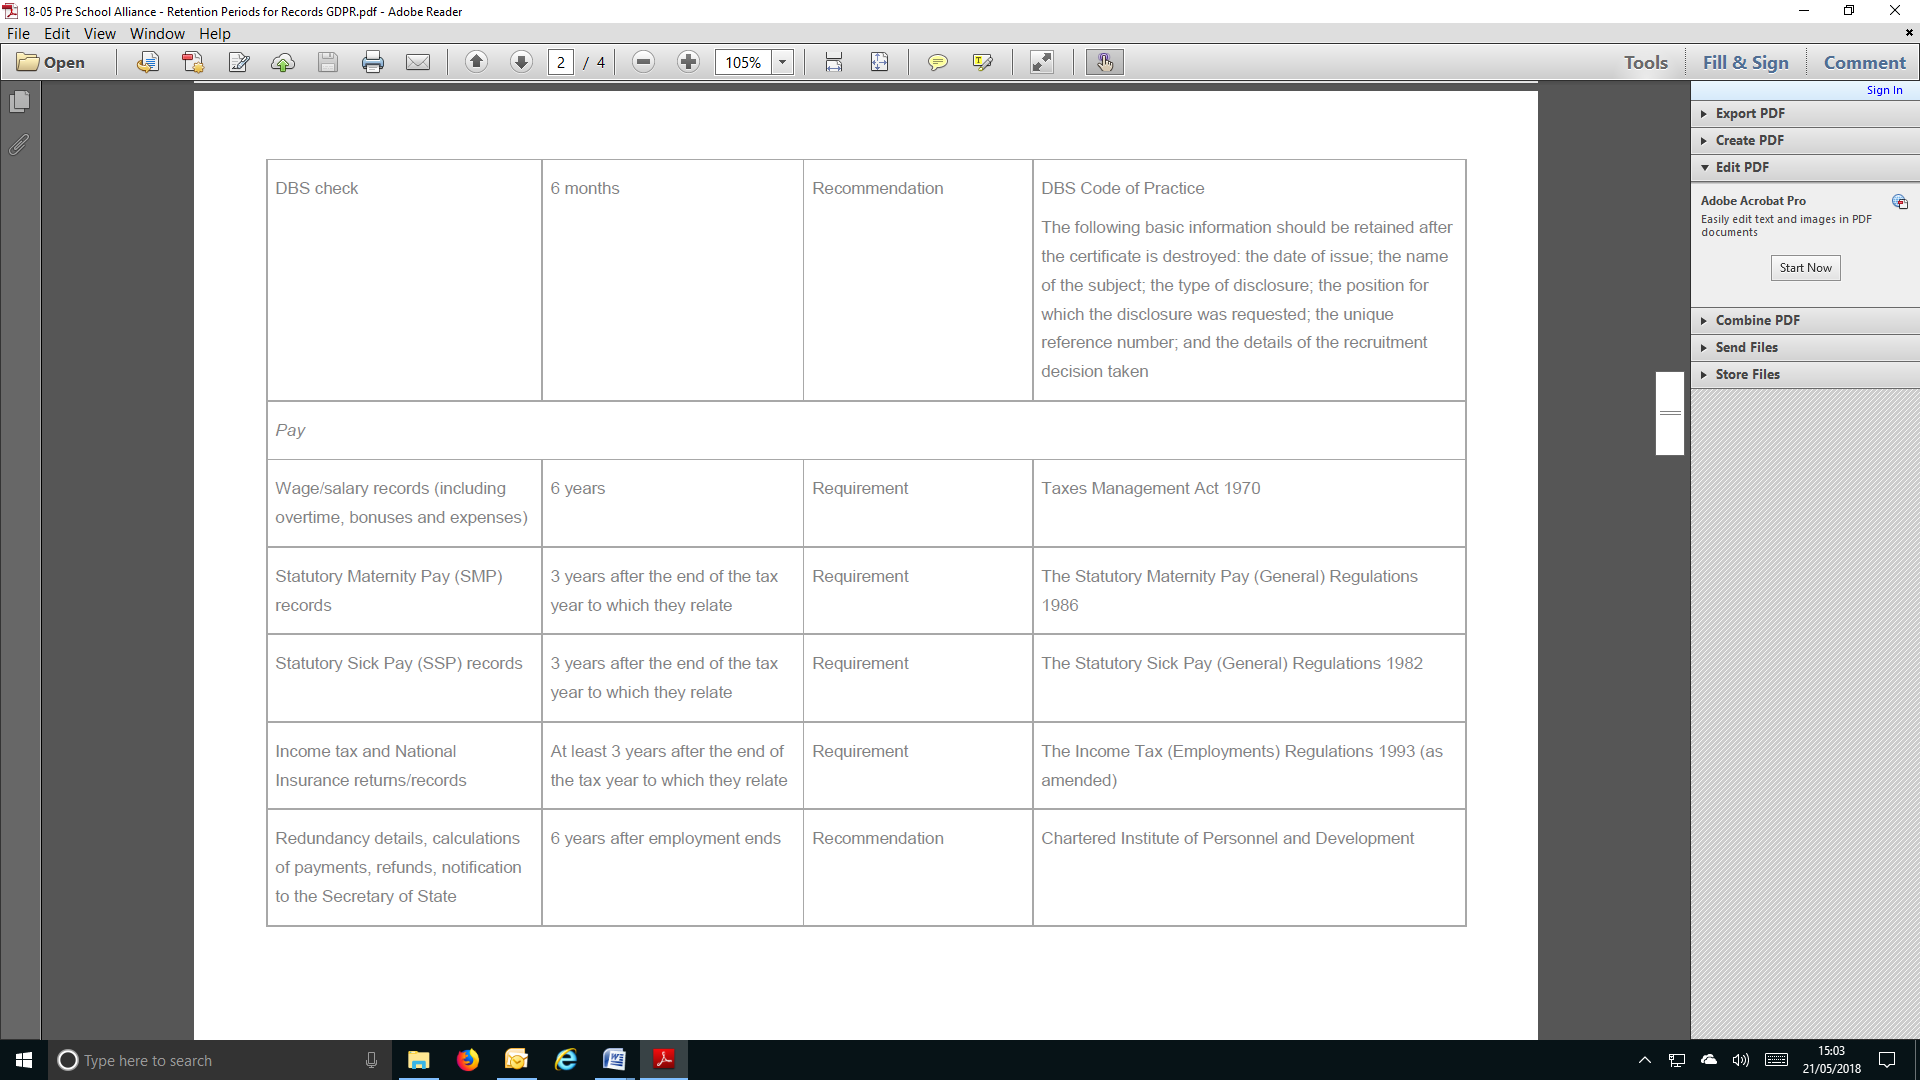 18-05 Pre School Alliance - Retention Periods for Records GDPR.pdf - Adobe Reader
File Edit View Window Help
Open
2 / 4
105%
Tools Fill & Sign Comment
Sign In
Export PDF
Create PDF
Edit PDF
Adobe Acrobat Pro
Easily edit text and images in PDF
documents
Start Now
Combine PDF
Send Files
Store Files
DBS check
6 months
Recommendation
DBS Code of Practice
The following basic information should be retained after
the certificate is destroyed: the date of issue; the name
of the subject; the type of disclosure; the position for
which the disclosure was requested; the unique
reference number; and the details of the recruitment
decision taken
Pay
Wage/salary records (including
overtime, bonuses and expenses)
6 years
Requirement
Taxes Management Act 1970
Statutory Maternity Pay (SMP)
records
3 years after the end of the tax
year to which they relate
Requirement
The Statutory Maternity Pay (General) Regulations
1986
Statutory Sick Pay (SSP) records
3 years after the end of the tax
year to which they relate
Requirement
The Statutory Sick Pay (General) Regulations 1982
Income tax and National
Insurance returns/records
At least 3 years after the end of
the tax year to which they relate
Requirement
The Income Tax (Employments) Regulations 1993 (as
amended)
Redundancy details, calculations
of payments, refunds, notification
to the Secretary of State
6 years after employment ends
Recommendation
Chartered Institute of Personnel and Development
Type here to search
15:03
21/05/2018